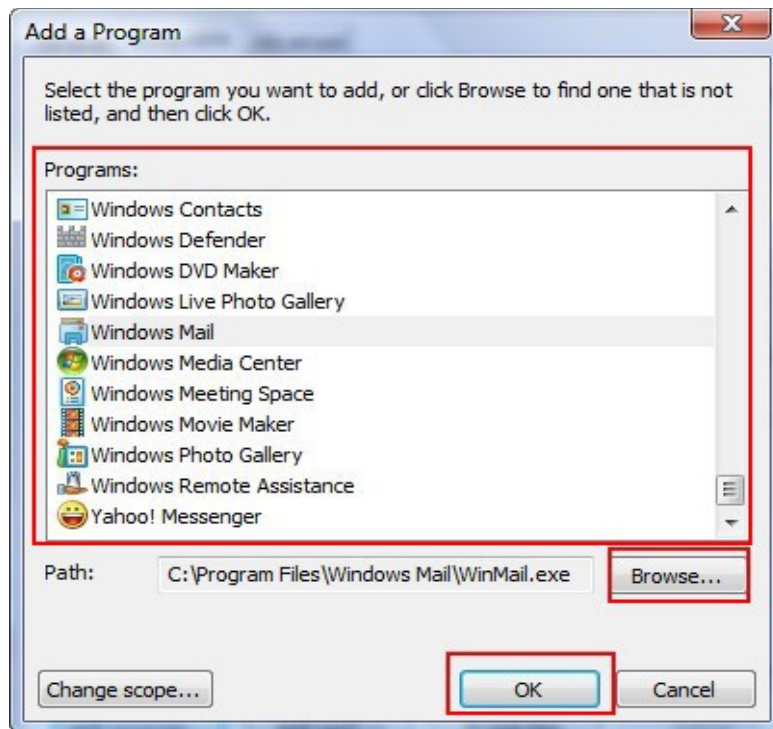 Add a Program
Select the program you want to add, or click Browse to find one that is not
listed, and then click OK.
Programs:
Windows Contacts
Windows Defender
Windows DVD Maker
Windows Live Photo Gallery
Windows Mail
Windows Media Center
Windows Meeting Space
Windows Movie Maker
Windows Photo Gallery
Windows Remote Assistance
Yahoo! Messenger
Path: C:\Program Files\Windows Mail\WinMail.exe Browse...
Change scope... OK Cancel